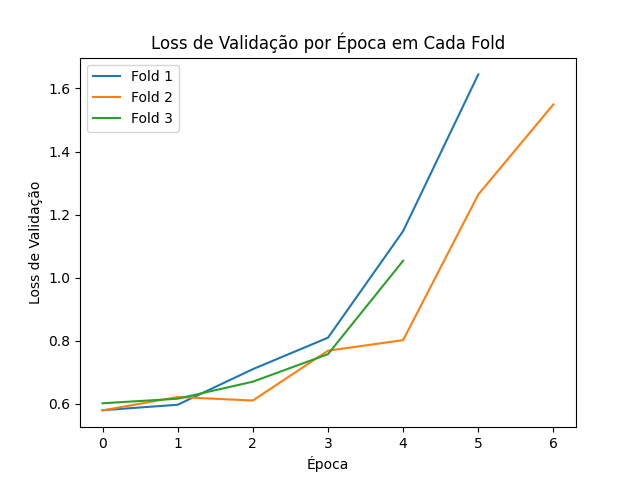 Loss de Validação por Época em Cada Fold
Fold 1
Fold 2
Fold 3
Loss de Validação
1.6
1.4
1.2
1.0
0.8
0.6
0 1 2 3 4 5 6
Época